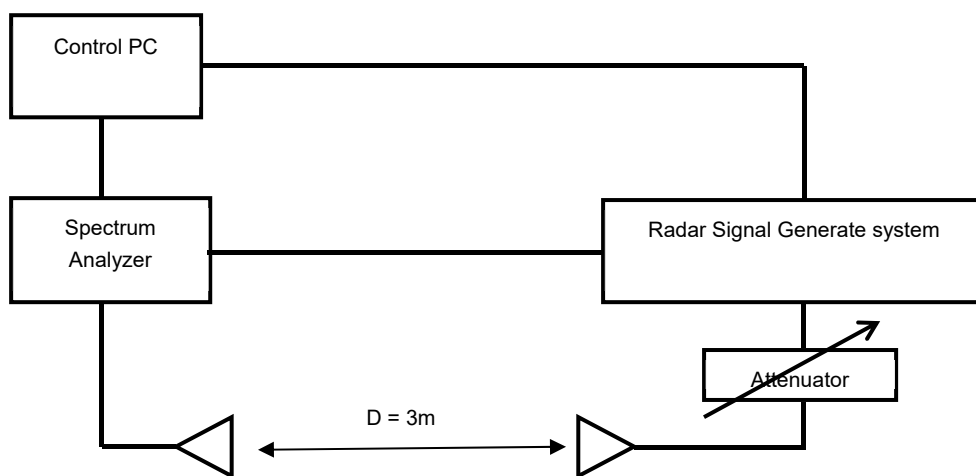 Control PC
Spectrum
Analyzer
Radar Signal Generate system
Attenuator
D = 3m